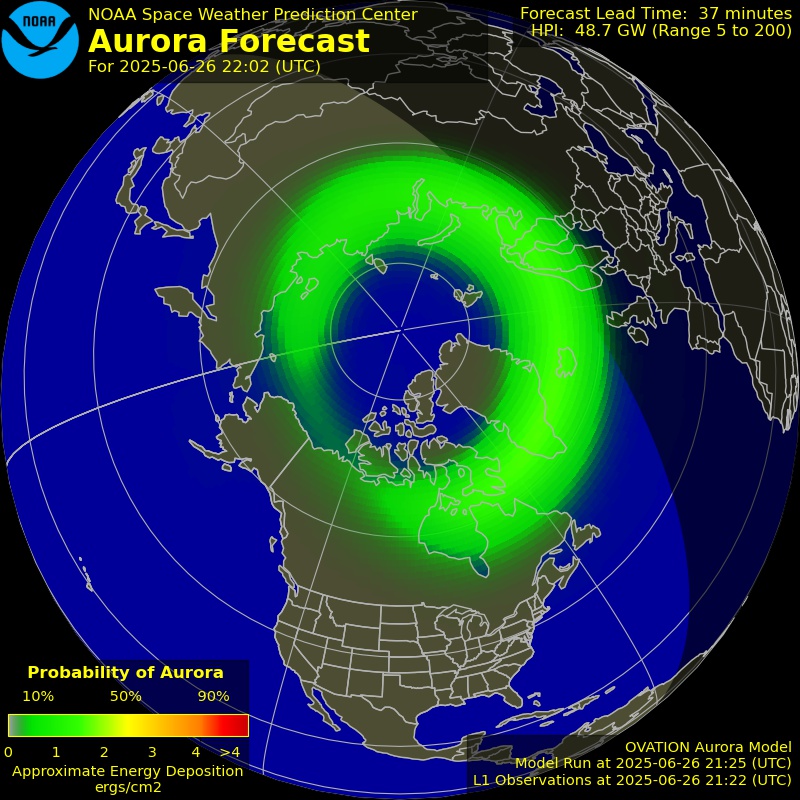 NOAA
NOAA Space Weather Prediction Center
Aurora Forecast
For 2025-06-26 22:02 (UTC)
Forecast Lead Time: 37 minutes
HPI: 48.7 GW (Range 5 to 200)
Probability of Aurora
10% 50% 90%
0 1 2 3 4 >4
Approximate Energy Deposition
ergs/cm2
OVATION Aurora Model
Model Run at 2025-06-26 21:25 (UTC)
L1 Observations at 2025-06-26 21:22 (UTC)